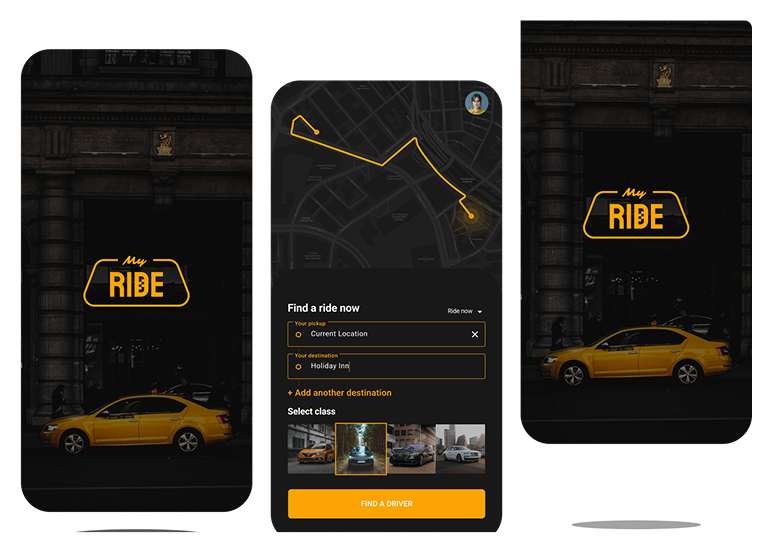 My
RIDE
Find a ride now
Ride now
Your pickup
Current Location
Your destination
Holiday Inn
+ Add another destination
Select class
FIND A DRIVER
My
RIDE